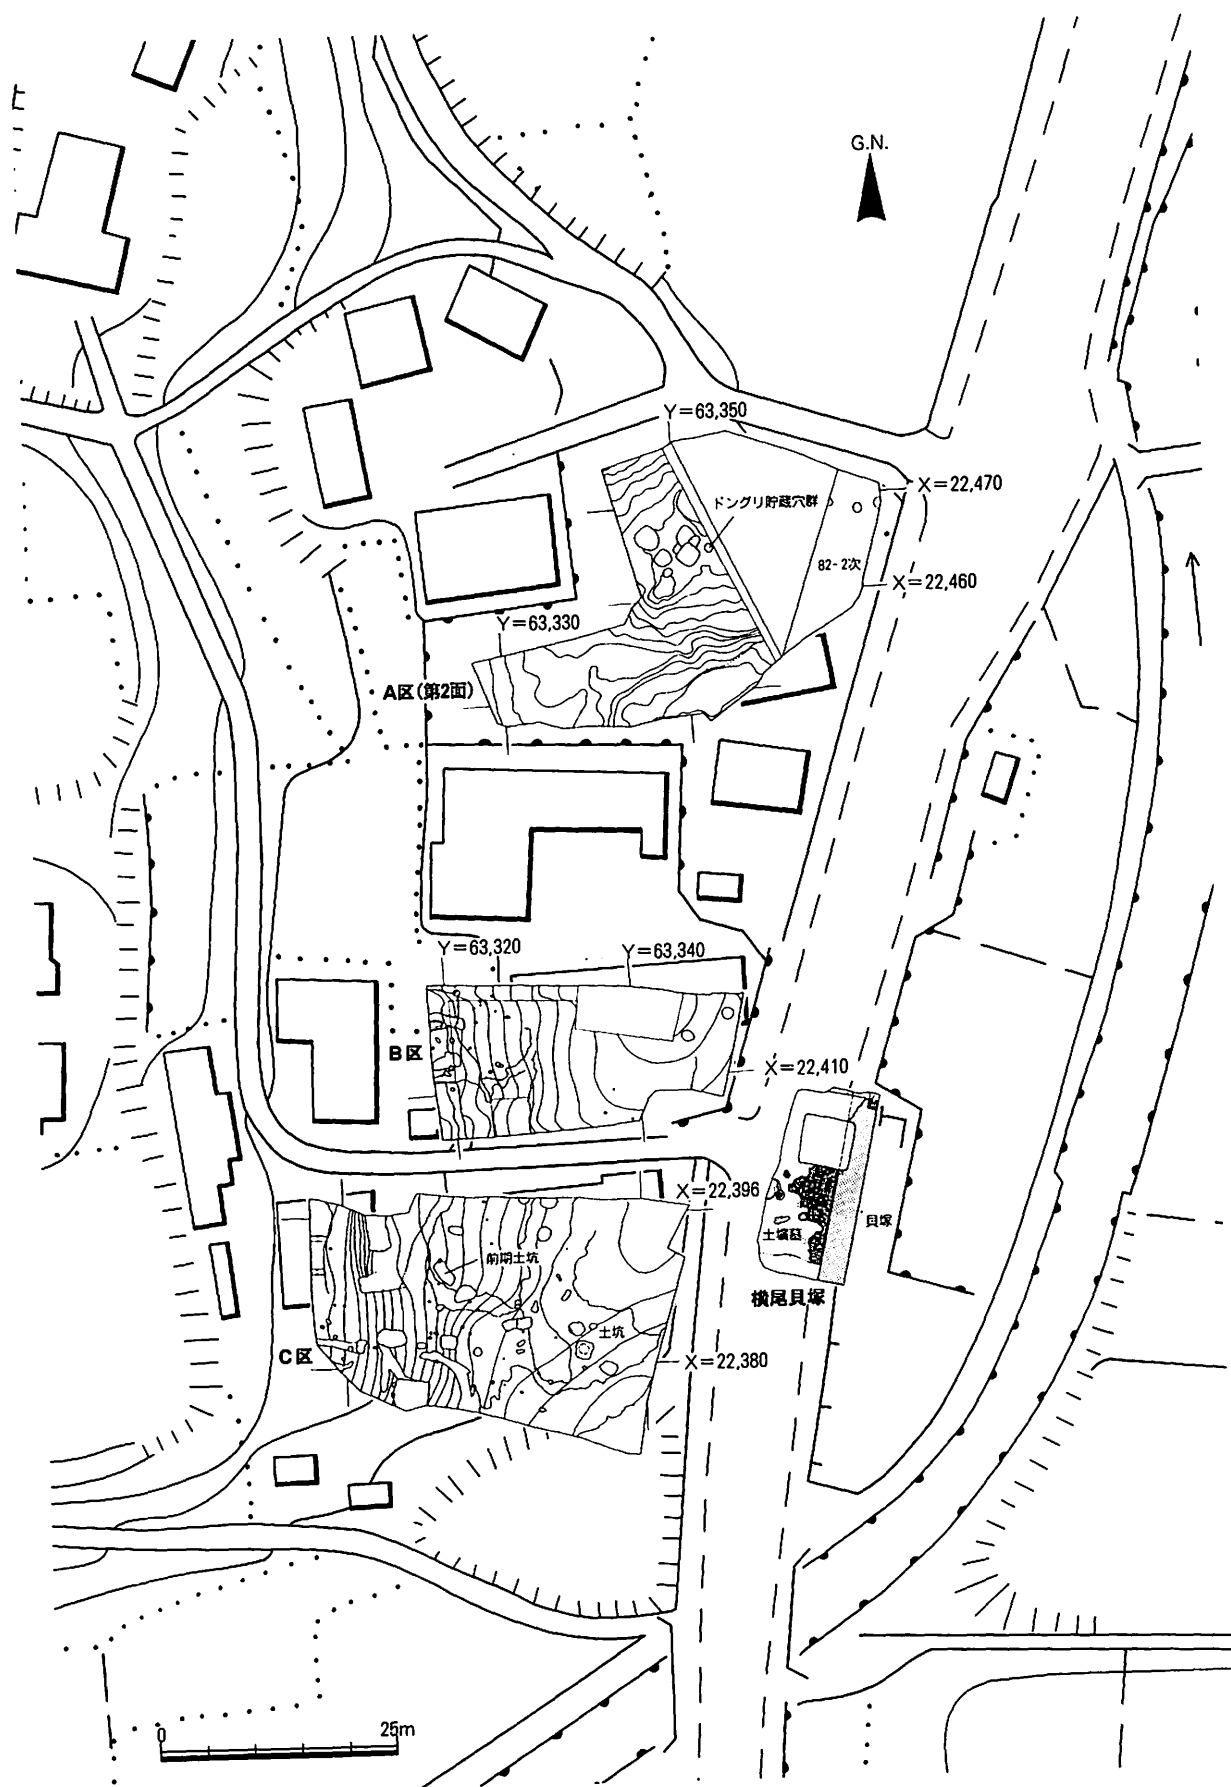 G.N.
Y=63,350
X=22,470
ドングリ貯蔵穴群
82-2次
X=22,460
Y=63,330
A区(第2面)
Y=63,320
Y=63,340
B区
X=22,410
X=22,396
貝塚
土壙墓
前期土坑
横尾貝塚
土坑
C区
X=22,380
0
25m